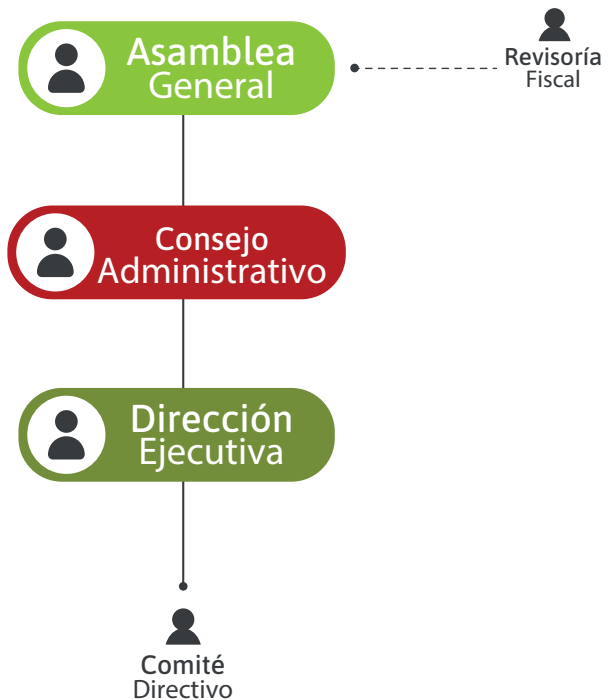 Asamblea
General
Revisoría
Fiscal
Consejo
Administrativo
Dirección
Ejecutiva
Comité
Directivo